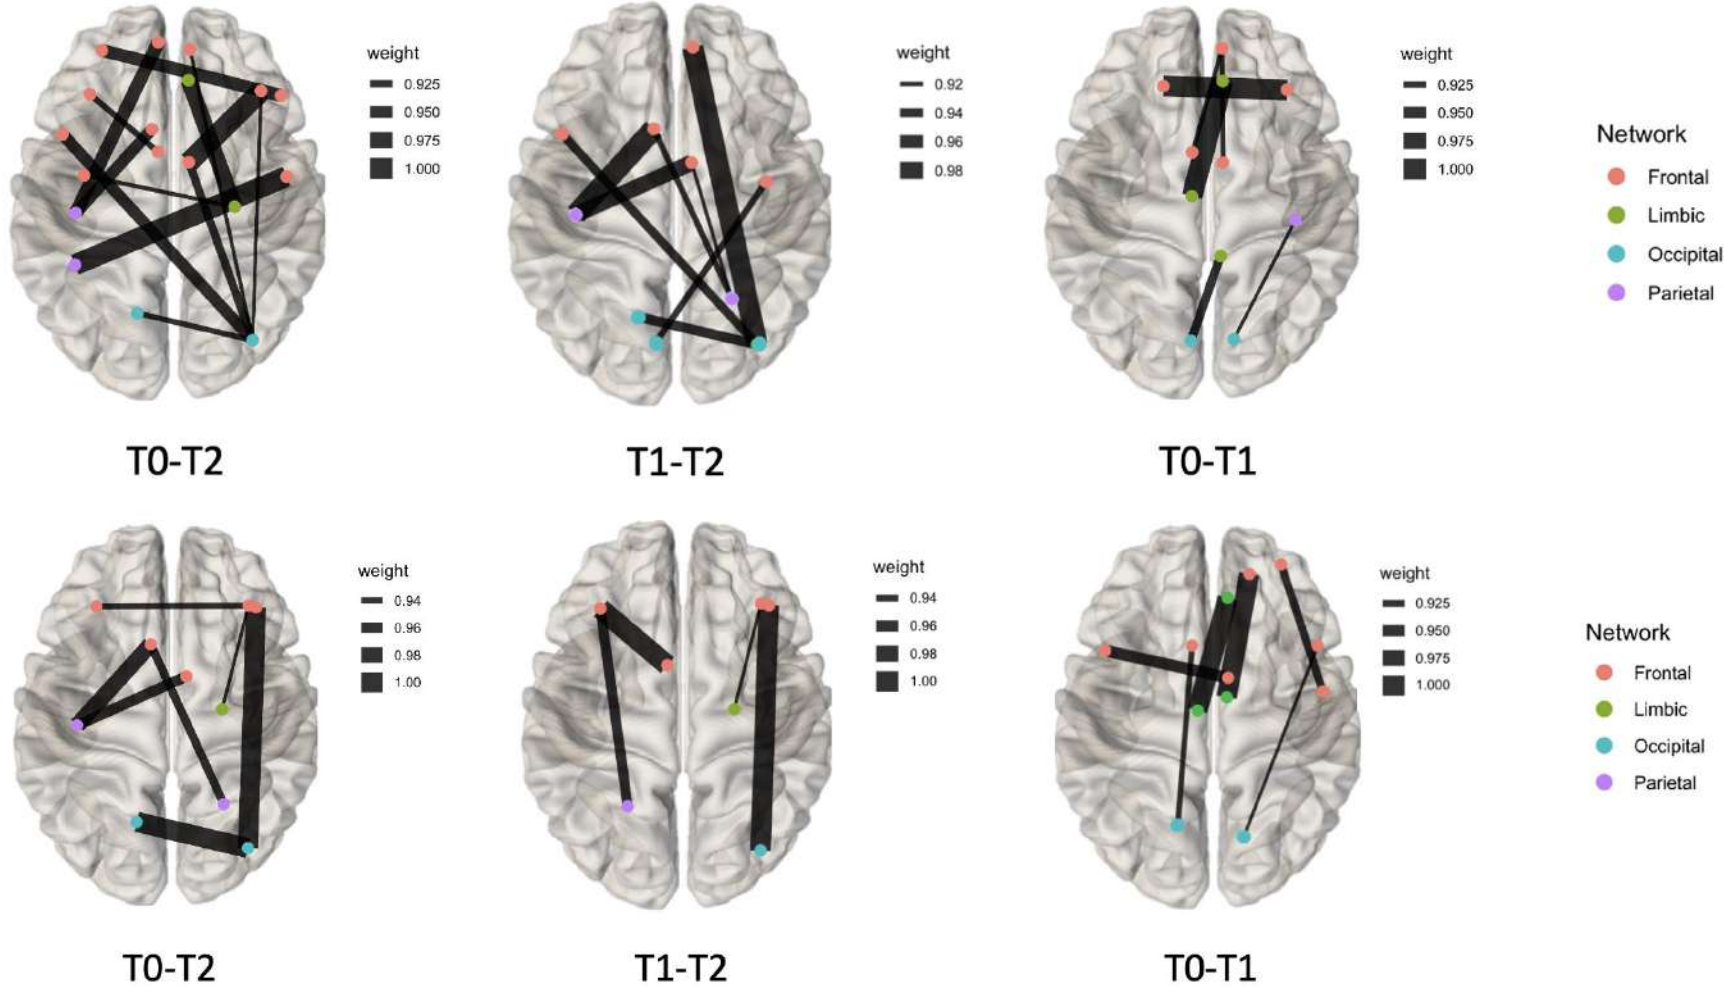 weight
0.925
0.950
0.975
1.000
weight
0.92
0.94
0.96
0.98
weight
0.925
0.950
0.975
1.000
Network
Frontal
Limbic
Occipital
Parietal
T0-T2
T1-T2
T0-T1
weight
0.94
0.96
0.98
1.00
weight
0.94
0.96
0.98
1.00
weight
0.925
0.950
0.975
1.000
Network
Frontal
Limbic
Occipital
Parietal
T0-T2
T1-T2
T0-T1